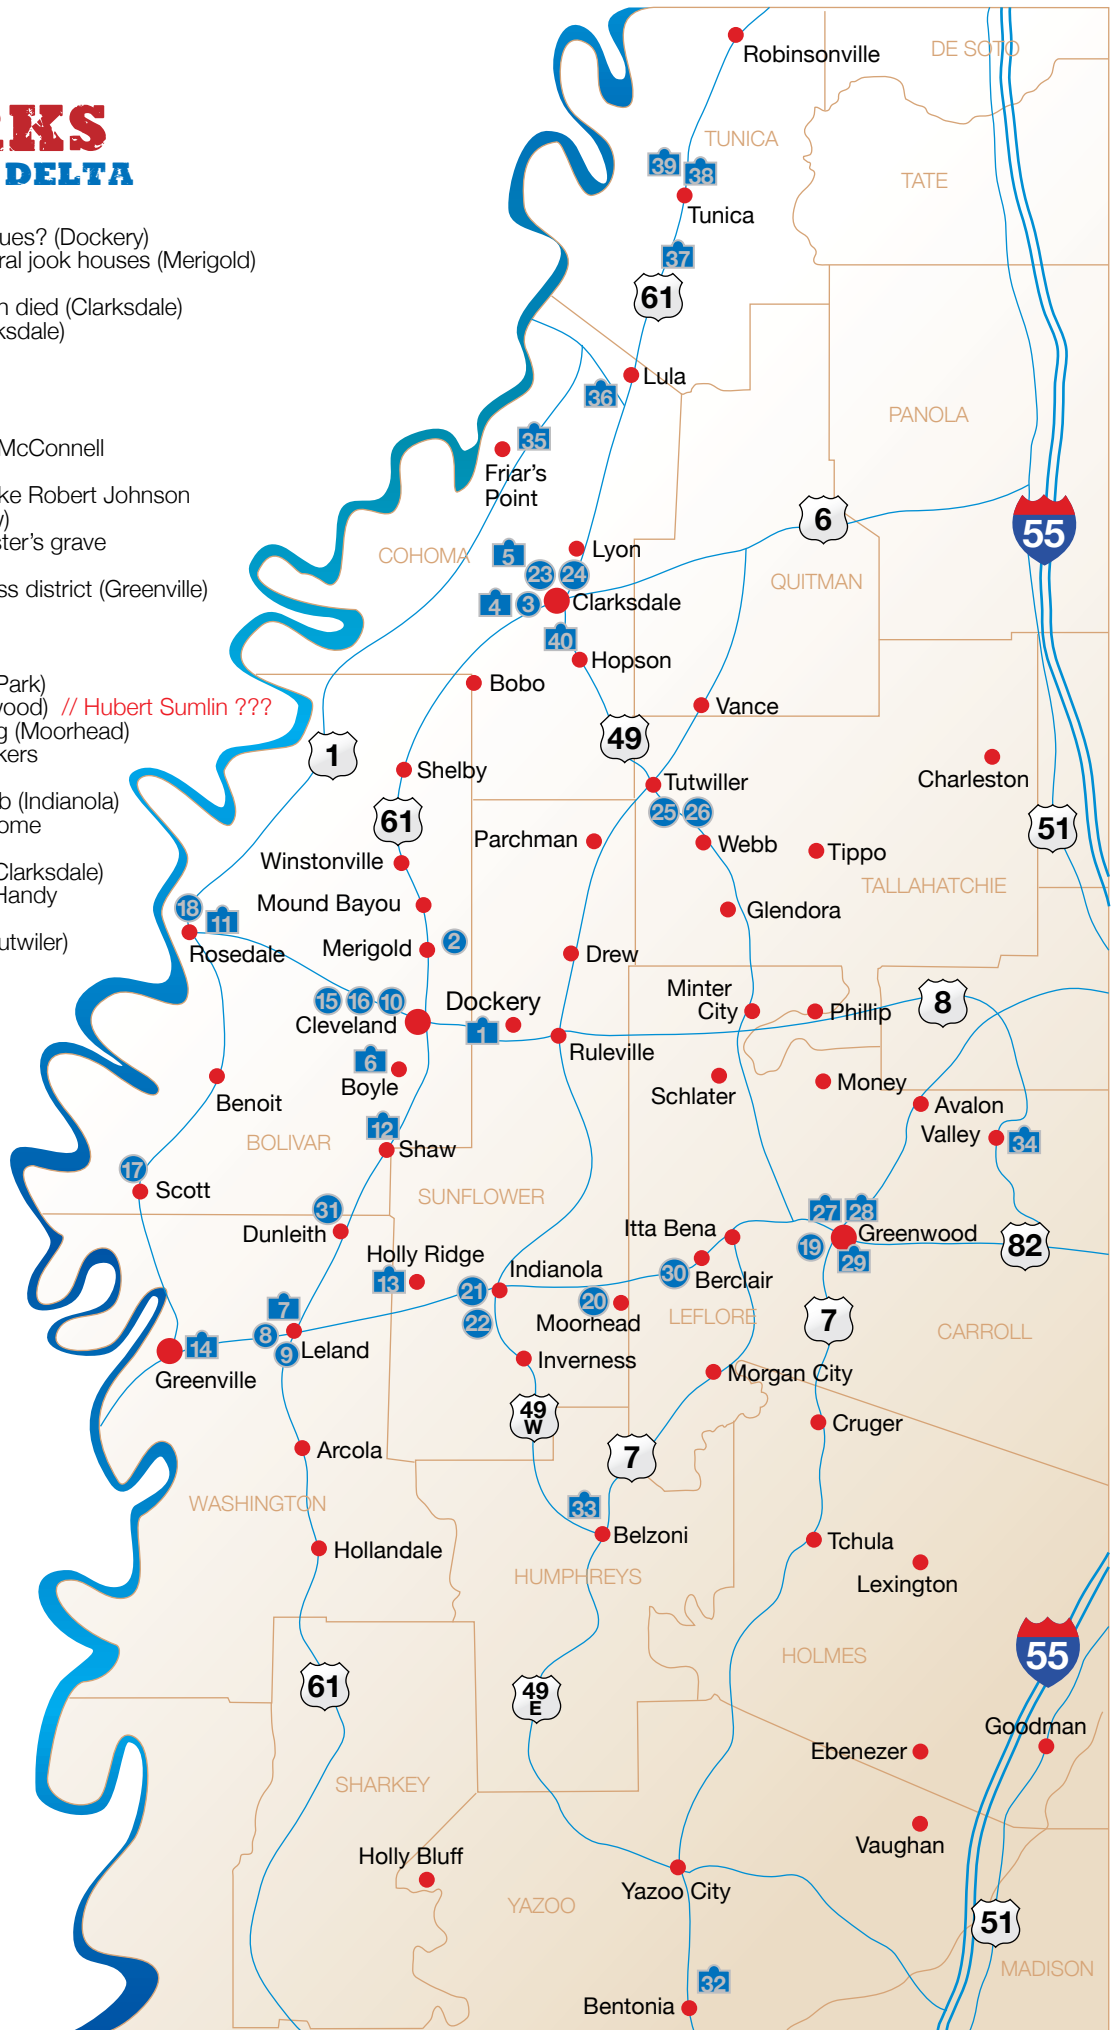 RKS
DELTA
ues? (Dockery)
ral jook houses (Merigold)
n died (Clarksdale)
ksdale)
McConnell
ke Robert Johnson
y)
ster's grave
ss district (Greenville)
Park)
vood) // Hubert Sumlin ???
g (Moorhead)
kers
b (Indianola)
ome
Clarksdale)
Handy
utwiler)
Robinsonville
DE SOTO
TUNICA
39
38
TATE
Tunica
37
61
Lula
36
PANOLA
35
Friar's
Point
6
55
COHOMA
5
Lyon
23
24
QUITMAN
4
3
Clarksdale
40
Hopson
Bobo
Vance
49
1
Shelby
Charleston
Tutwiller
61
25
26
51
Parchman
Webb
Tippo
Winstonville
TALLAHATCHIE
18
11
Mound Bayou
Glendora
Rosedale
Merigold
2
Drew
Minter
City
15
16
10
Dockery
Phillip
8
Cleveland
1
Ruleville
6
Boyle
Schlater
Money
Benoit
Avalon
12
Valley
34
BOLIVAR
Shaw
17
Scott
SUNFLOWER
31
27
28
Dunleith
Itta Bena
Greenwood
19
29
82
Holly Ridge
13
Indianola
30
Berclair
21
20
7
22
Moorhead
LEFLORE
7
8
CARROLL
14
9
Leland
Greenville
Inverness
Morgan City
49
W
Cruger
Arcola
7
WASHINGTON
33
Belzoni
Hollandale
Tchula
HUMPHREYS
Lexington
HOLMES
55
61
49
E
Goodman
Ebenezer
SHARKEY
Vaughan
Holly Bluff
Yazoo City
YAZOO
51
MADISON
32
Bentonia